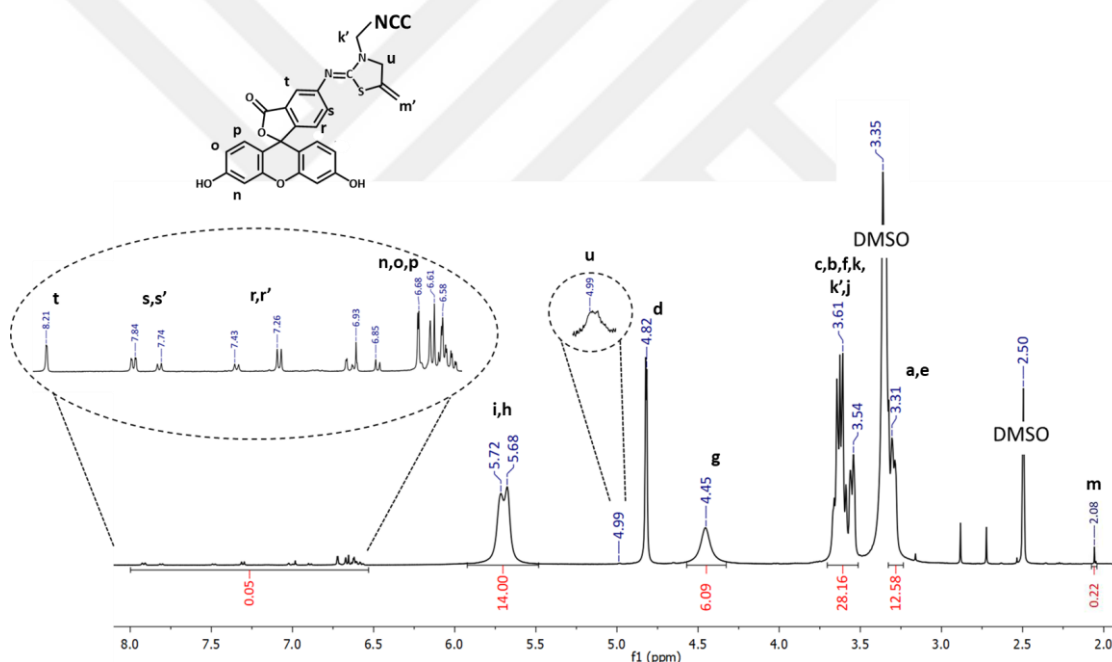 NCC
k'
N
u
t
N
C
s
S
m'
O
r
O
p
o
HO
O
OH
n
3.35
DMSO
c,b,f,k,
k',j
3.61
n,o,p
6.68
6.61
6.58
u
4.99
d
4.82
t
8.21
s,s'
7.84
7.74
r,r'
7.43
7.26
6.93
6.85
a,e
3.31
3.54
2.50
DMSO
i,h
5.72
5.68
4.99
g
4.45
m
2.08
0.05
14.00
6.09
28.16
12.58
0.22
8.0 7.5 7.0 6.5 6.0 5.5 5.0 4.5 4.0 3.5 3.0 2.5 2.0
f1 (ppm)